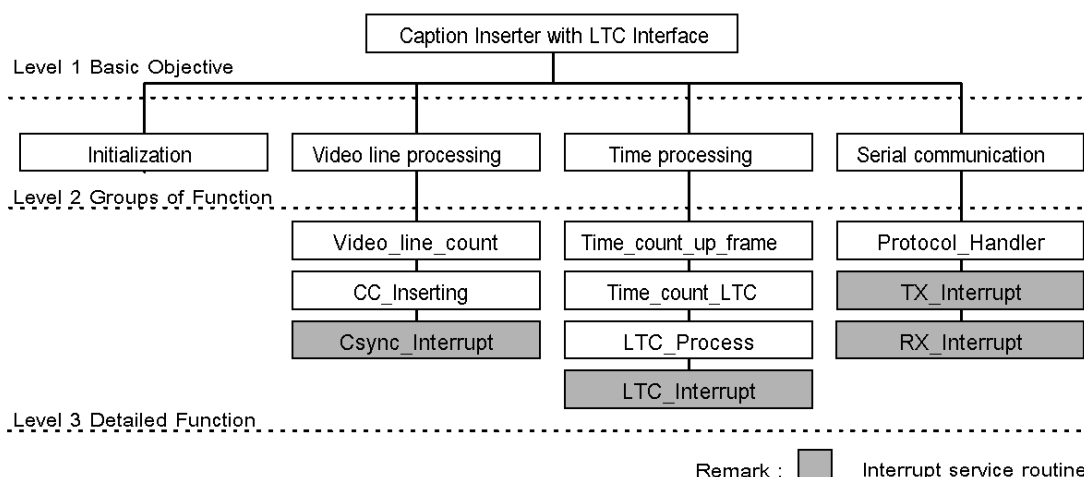 Caption Inserter with LTC Interface
Level 1 Basic Objective
Initialization
Video line processing
Time processing
Serial communication
Level 2 Groups of Function
Video_line_count
Time_count_up_frame
Protocol_Handler
CC_Inserting
Time_count_LTC
TX_Interrupt
Csync_Interrupt
LTC_Process
RX_Interrupt
LTC_Interrupt
Level 3 Detailed Function
Remark : Interrupt service routine